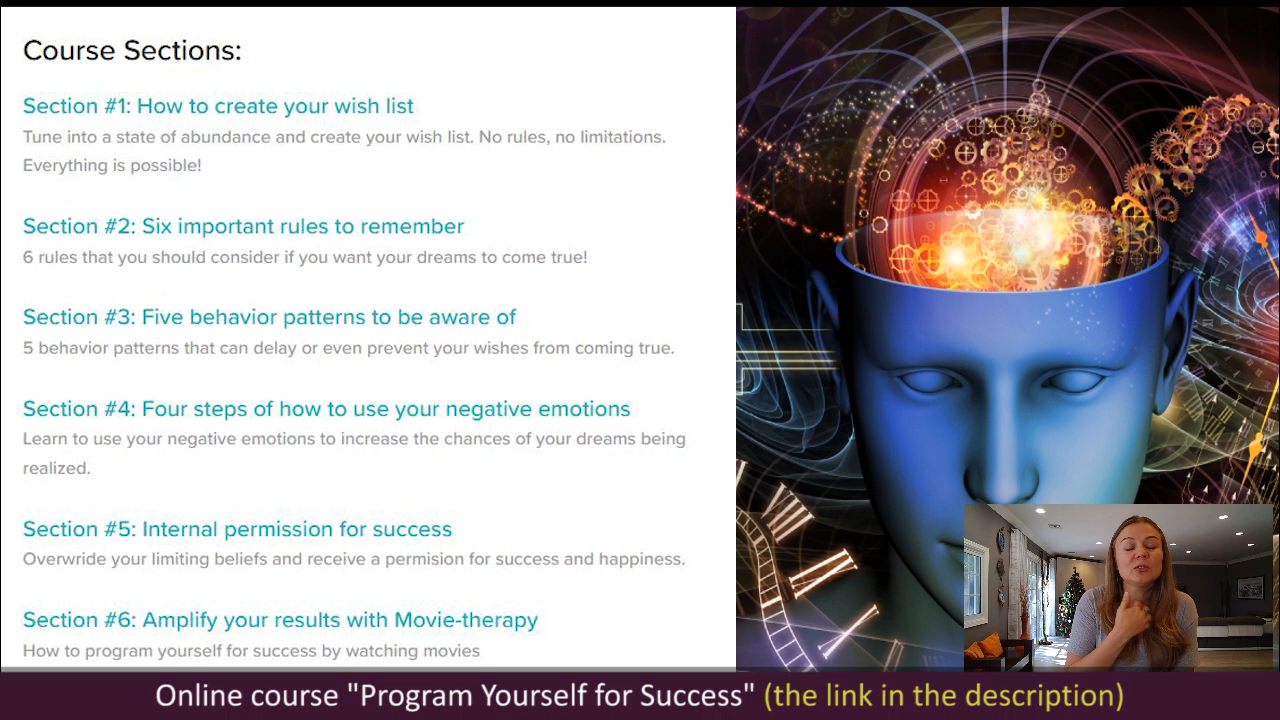 Course Sections:
Section #1: How to create your wish list
Tune into a state of abundance and create your wish list. No rules, no limitations.
Everything is possible!
Section #2: Six important rules to remember
6 rules that you should consider if you want your dreams to come true!
Section #3: Five behavior patterns to be aware of
5 behavior patterns that can delay or even prevent your wishes from coming true.
Section #4: Four steps of how to use your negative emotions
Learn to use your negative emotions to increase the chances of your dreams being
realized.
Section #5: Internal permission for success
Overwride your limiting beliefs and receive a permision for success and happiness.
Section #6: Amplify your results with Movie-therapy
How to program yourself for success by watching movies
Online course "Program Yourself for Success" (the link in the description)